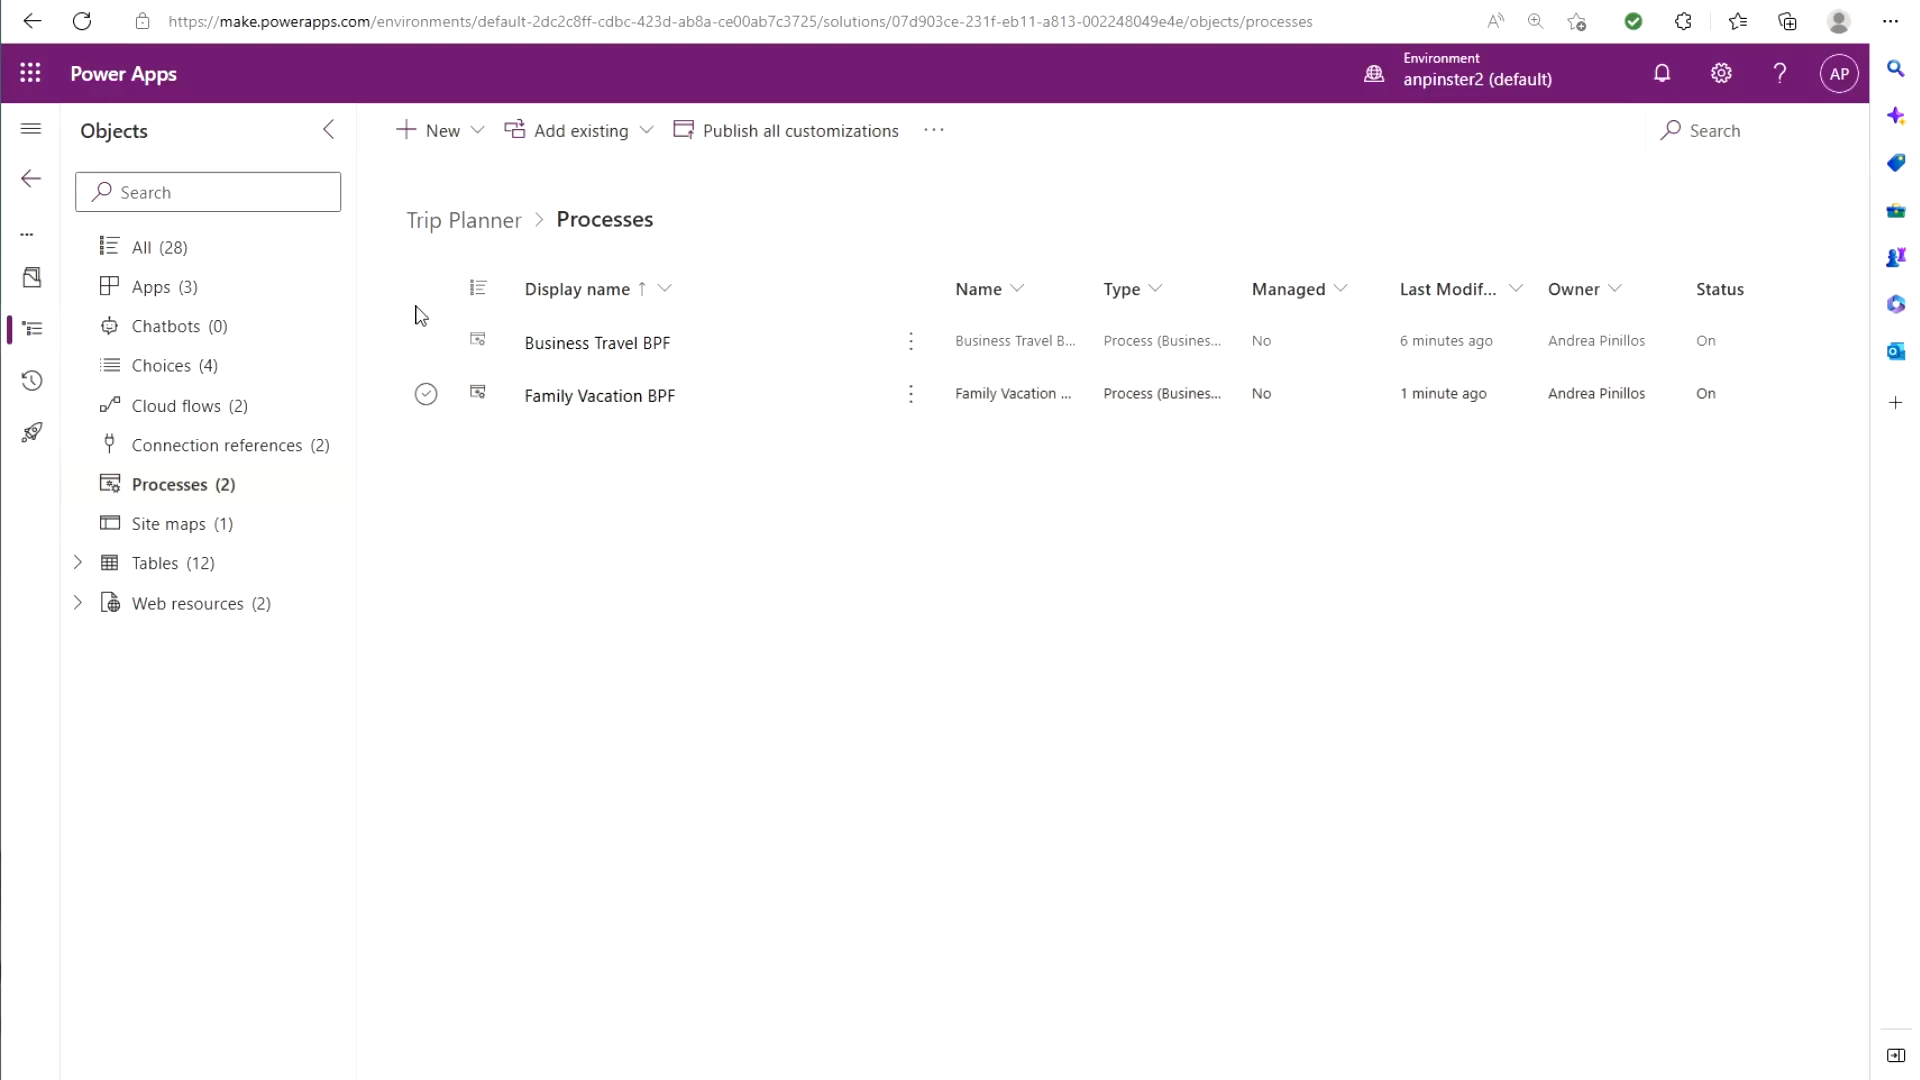 https://make.powerapps.com/environments/default-2dc2c8ff-cdbc-423d-ab8a-ce00ab7c3725/solutions/07d903ce-231f-eb11-a813-002248049e4e/objects/processes
Power Apps
Environment
anpinster2 (default)
AP
Objects
New
Add existing
Publish all customizations
Search
Search
Trip Planner > Processes
All (28)
Apps (3)
Chatbots (0)
Choices (4)
Cloud flows (2)
Connection references (2)
Processes (2)
Site maps (1)
Tables (12)
Web resources (2)
Display name ↑ Name Type Managed Last Modif... Owner Status
Business Travel BPF Business Travel B... Process (Busines... No 6 minutes ago Andrea Pinillos On
Family Vacation BPF Family Vacation ... Process (Busines... No 1 minute ago Andrea Pinillos On